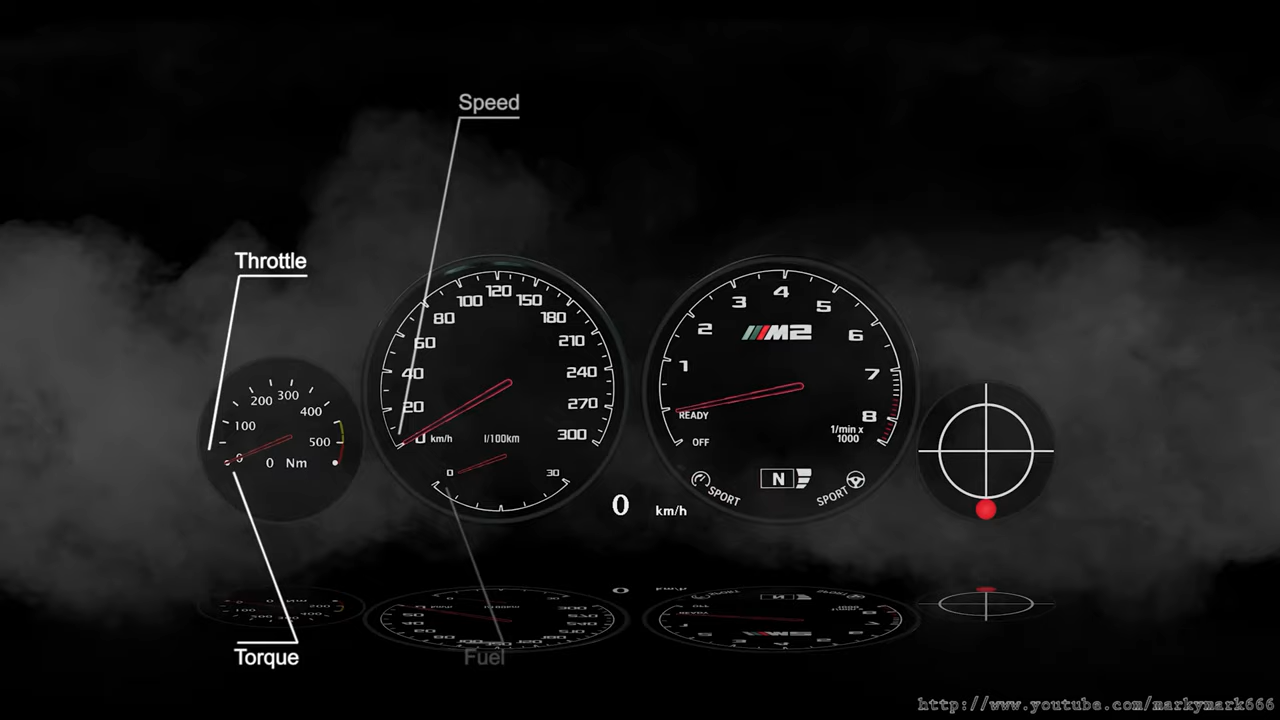 Speed
Throttle
100 200 300 400 500
0 Nm
0 20 40 60 80 100 120 150 180 210 240 270 300
km/h
l/100km
0 30
0 km/h
1 2 3 4 5 6 7 8
M2
READY
OFF
1/min x
1000
N
SPORT
SPORT
Torque
Fuel
http://www.youtube.com/markymark666